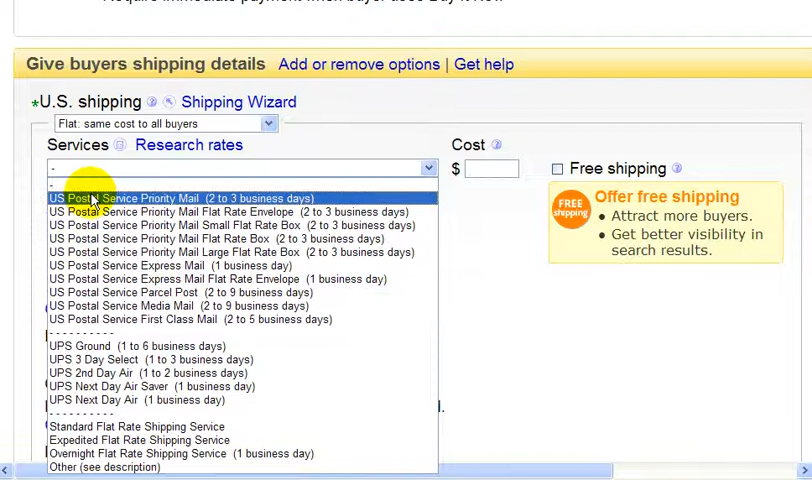 Give buyers shipping details Add or remove options | Get help
*U.S. shipping Shipping Wizard
Flat: same cost to all buyers
Services Research rates Cost
- $ Free shipping
-
US Postal Service Priority Mail (2 to 3 business days)
US Postal Service Priority Mail Flat Rate Envelope (2 to 3 business days)
US Postal Service Priority Mail Small Flat Rate Box (2 to 3 business days)
US Postal Service Priority Mail Flat Rate Box (2 to 3 business days)
US Postal Service Priority Mail Large Flat Rate Box (2 to 3 business days)
US Postal Service Express Mail (1 business day)
US Postal Service Express Mail Flat Rate Envelope (1 business day)
US Postal Service Parcel Post (2 to 9 business days)
US Postal Service Media Mail (2 to 9 business days)
US Postal Service First Class Mail (2 to 5 business days)
- - - - - - - - - -
UPS Ground (1 to 6 business days)
UPS 3 Day Select (1 to 3 business days)
UPS 2nd Day Air (1 to 2 business days)
UPS Next Day Air Saver (1 business day)
UPS Next Day Air (1 business day)
- - - - - - - - - -
Standard Flat Rate Shipping Service
Expedited Flat Rate Shipping Service
Overnight Flat Rate Shipping Service (1 business day)
Other (see description)
FREE shipping
Offer free shipping
• Attract more buyers.
• Get better visibility in
search results.